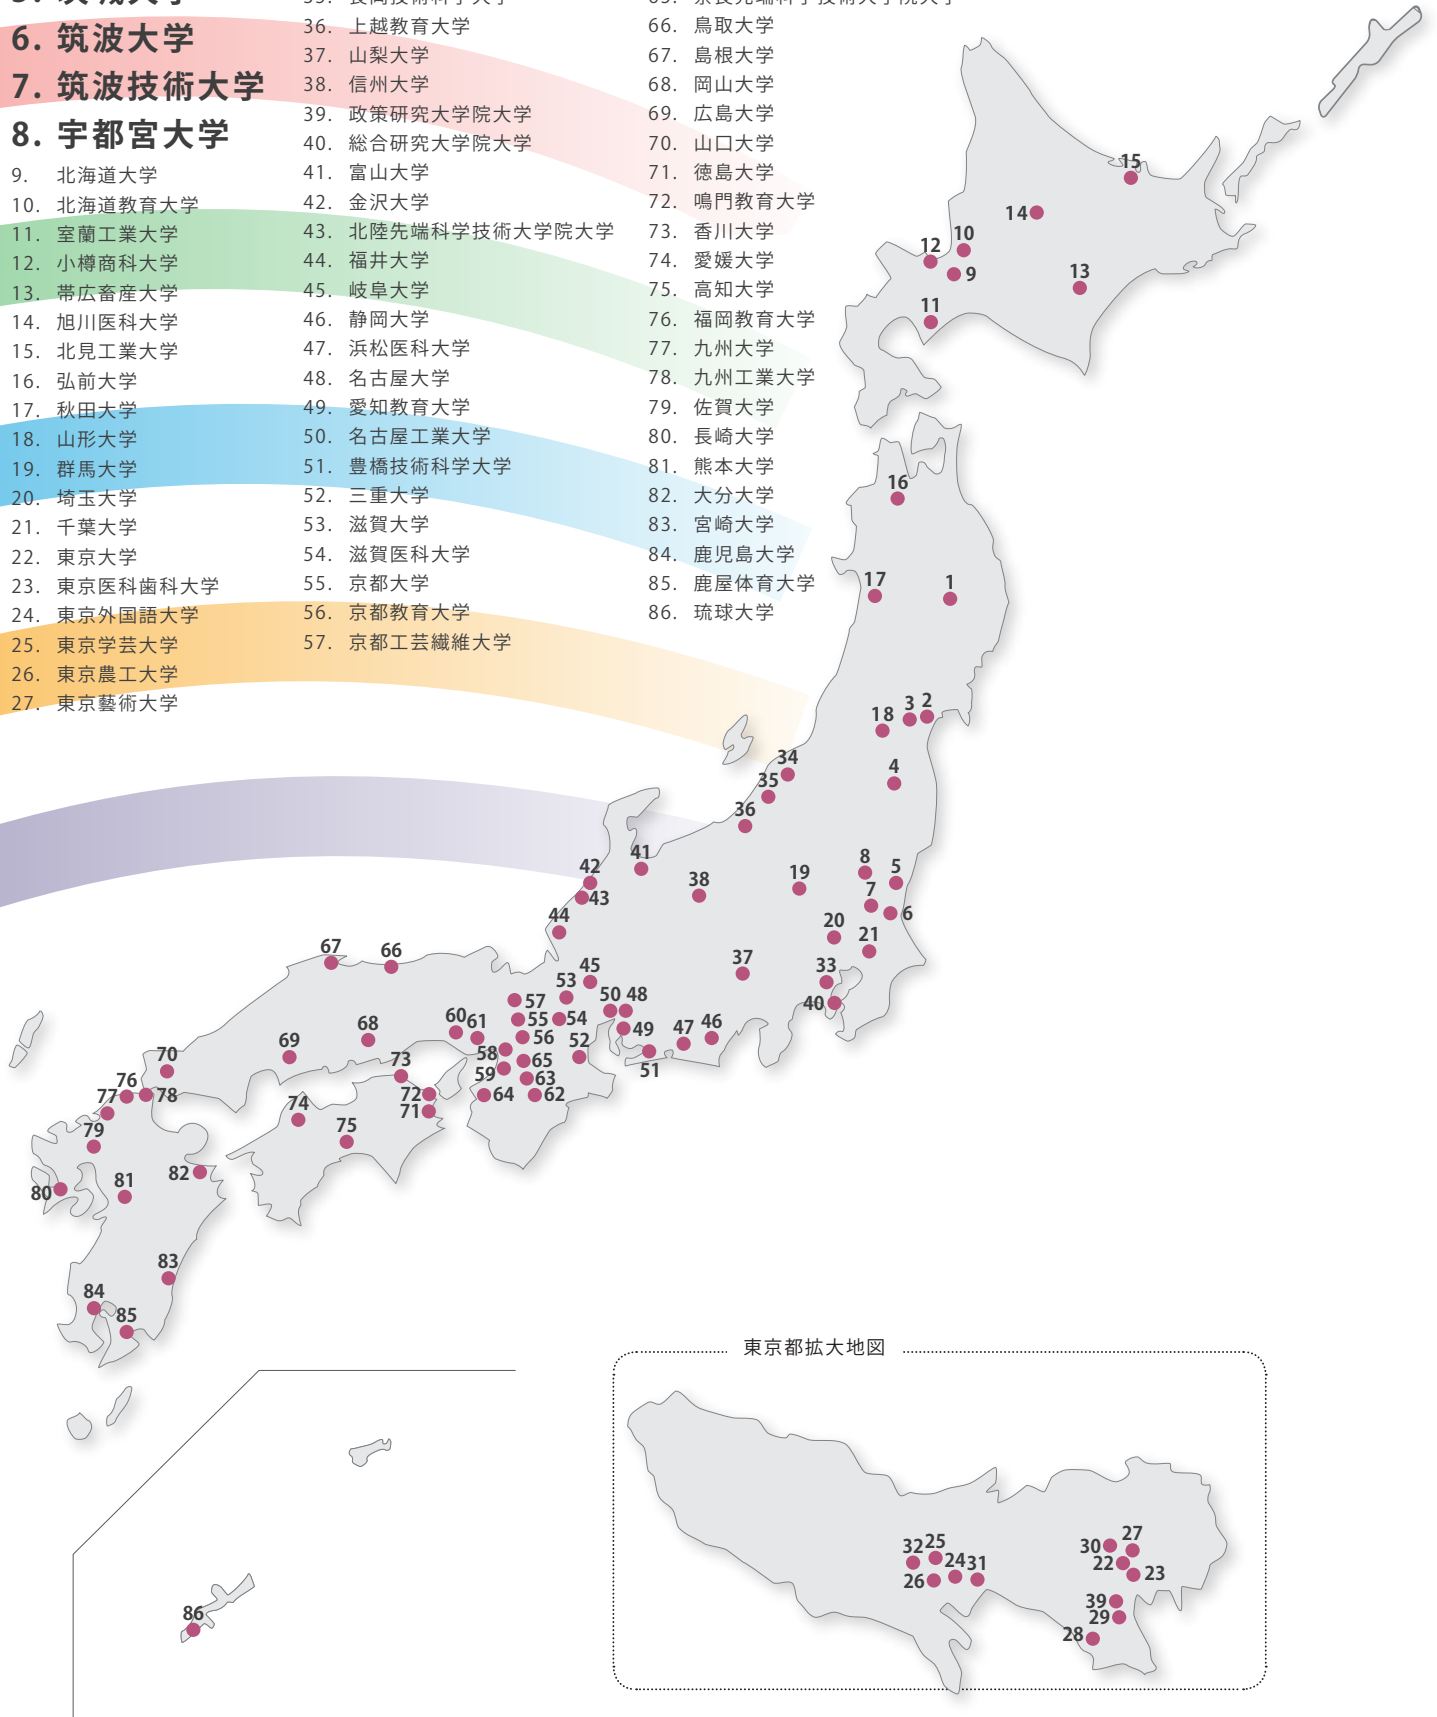 6. 筑波大学
7. 筑波技術大学
8. 宇都宮大学
9. 北海道大学
10. 北海道教育大学
11. 室蘭工業大学
12. 小樽商科大学
13. 帯広畜産大学
14. 旭川医科大学
15. 北見工業大学
16. 弘前大学
17. 秋田大学
18. 山形大学
19. 群馬大学
20. 埼玉大学
21. 千葉大学
22. 東京大学
23. 東京医科歯科大学
24. 東京外国語大学
25. 東京学芸大学
26. 東京農工大学
27. 東京藝術大学
36. 上越教育大学
37. 山梨大学
38. 信州大学
39. 政策研究大学院大学
40. 総合研究大学院大学
41. 富山大学
42. 金沢大学
43. 北陸先端科学技術大学院大学
44. 福井大学
45. 岐阜大学
46. 静岡大学
47. 浜松医科大学
48. 名古屋大学
49. 愛知教育大学
50. 名古屋工業大学
51. 豊橋技術科学大学
52. 三重大学
53. 滋賀大学
54. 滋賀医科大学
55. 京都大学
56. 京都教育大学
57. 京都工芸繊維大学
66. 鳥取大学
67. 島根大学
68. 岡山大学
69. 広島大学
70. 山口大学
71. 徳島大学
72. 鳴門教育大学
73. 香川大学
74. 愛媛大学
75. 高知大学
76. 福岡教育大学
77. 九州大学
78. 九州工業大学
79. 佐賀大学
80. 長崎大学
81. 熊本大学
82. 大分大学
83. 宮崎大学
84. 鹿児島大学
85. 鹿屋体育大学
86. 琉球大学
15
14
10
12
9
13
11
16
17
1
2
3
18
34
4
35
36
41
42
38
19
8
5
43
7
6
44
20
21
67
66
37
33
45
53
40
57
50
48
55
54
60
61
49
47
46
68
56
52
58
69
65
51
70
73
59
63
76
78
72
64
62
77
74
71
79
75
82
80
81
83
84
85
86
東京都拡大地図
32
25
24
31
26
30
27
22
23
39
29
28